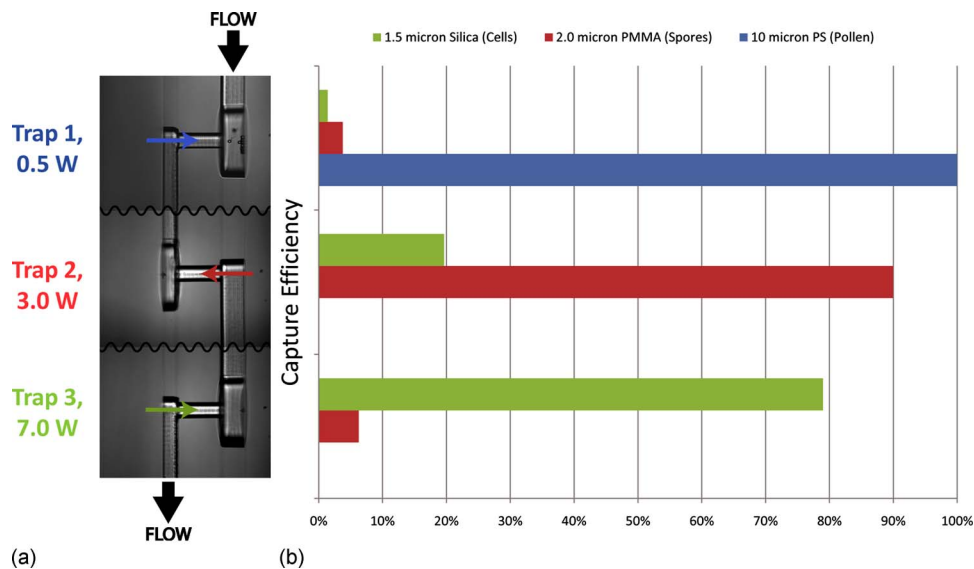 FLOW
Trap 1,
0.5 W
Trap 2,
3.0 W
Trap 3,
7.0 W
FLOW
(a)
1.5 micron Silica (Cells) 2.0 micron PMMA (Spores) 10 micron PS (Pollen)
Capture Efficiency
0% 10% 20% 30% 40% 50% 60% 70% 80% 90% 100%
(b)